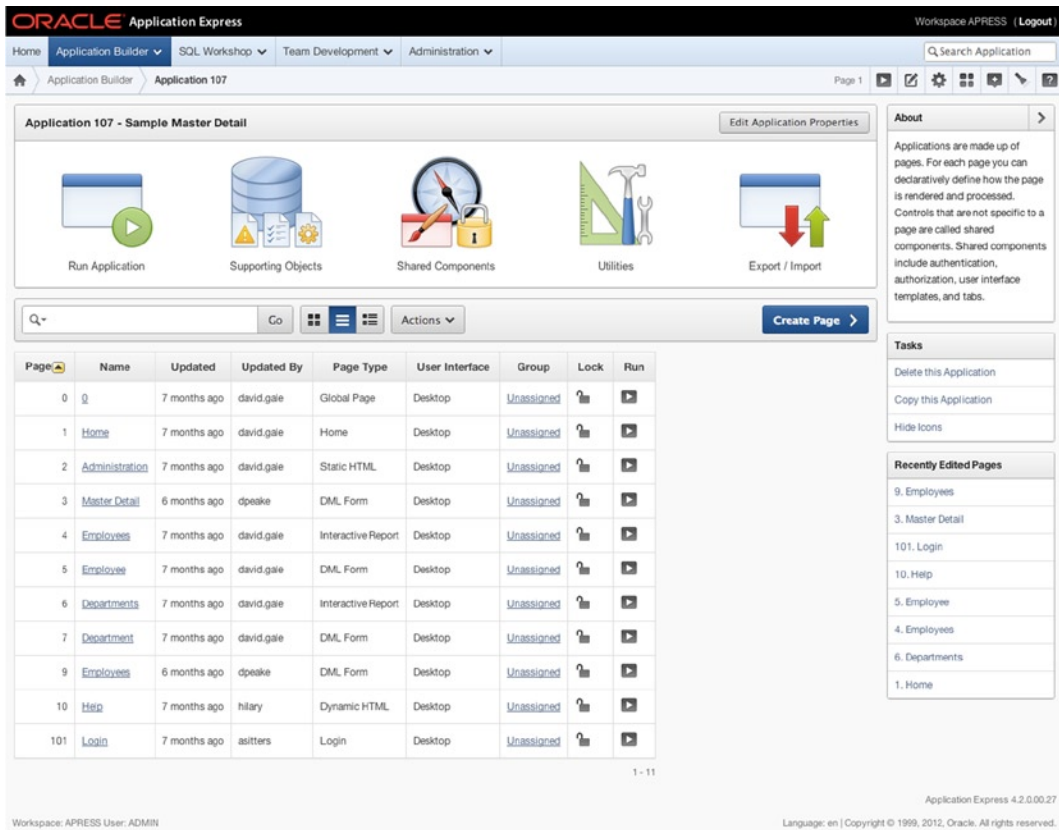 ORACLE Application Express
Workspace APRESS ( Logout )
Home Application Builder SQL Workshop Team Development Administration
Search Application
Application Builder Application 107
Page 1
Application 107 - Sample Master Detail
Edit Application Properties
Run Application
Supporting Objects
Shared Components
Utilities
Export / Import
Go
Actions
Create Page
Page Name Updated Updated By Page Type User Interface Group Lock Run
0 0 7 months ago david.gale Global Page Desktop Unassigned
1 Home 7 months ago david.gale Home Desktop Unassigned
2 Administration 7 months ago david.gale Static HTML Desktop Unassigned
3 Master Detail 6 months ago dpeake DML Form Desktop Unassigned
4 Employees 7 months ago david.gale Interactive Report Desktop Unassigned
5 Employee 7 months ago david.gale DML Form Desktop Unassigned
6 Departments 7 months ago david.gale Interactive Report Desktop Unassigned
7 Department 7 months ago david.gale DML Form Desktop Unassigned
9 Employees 6 months ago dpeake DML Form Desktop Unassigned
10 Help 7 months ago hilary Dynamic HTML Desktop Unassigned
101 Login 7 months ago asitters Login Desktop Unassigned
1 - 11
About
Applications are made up of
pages. For each page you can
declaratively define how the page
is rendered and processed.
Controls that are not specific to a
page are called shared
components. Shared components
include authentication,
authorization, user interface
templates, and tabs.
Tasks
Delete this Application
Copy this Application
Hide Icons
Recently Edited Pages
9. Employees
3. Master Detail
101. Login
10. Help
5. Employee
4. Employees
6. Departments
1. Home
Application Express 4.2.0.00.27
Workspace: APRESS User: ADMIN
Language: en | Copyright © 1999, 2012, Oracle. All rights reserved.